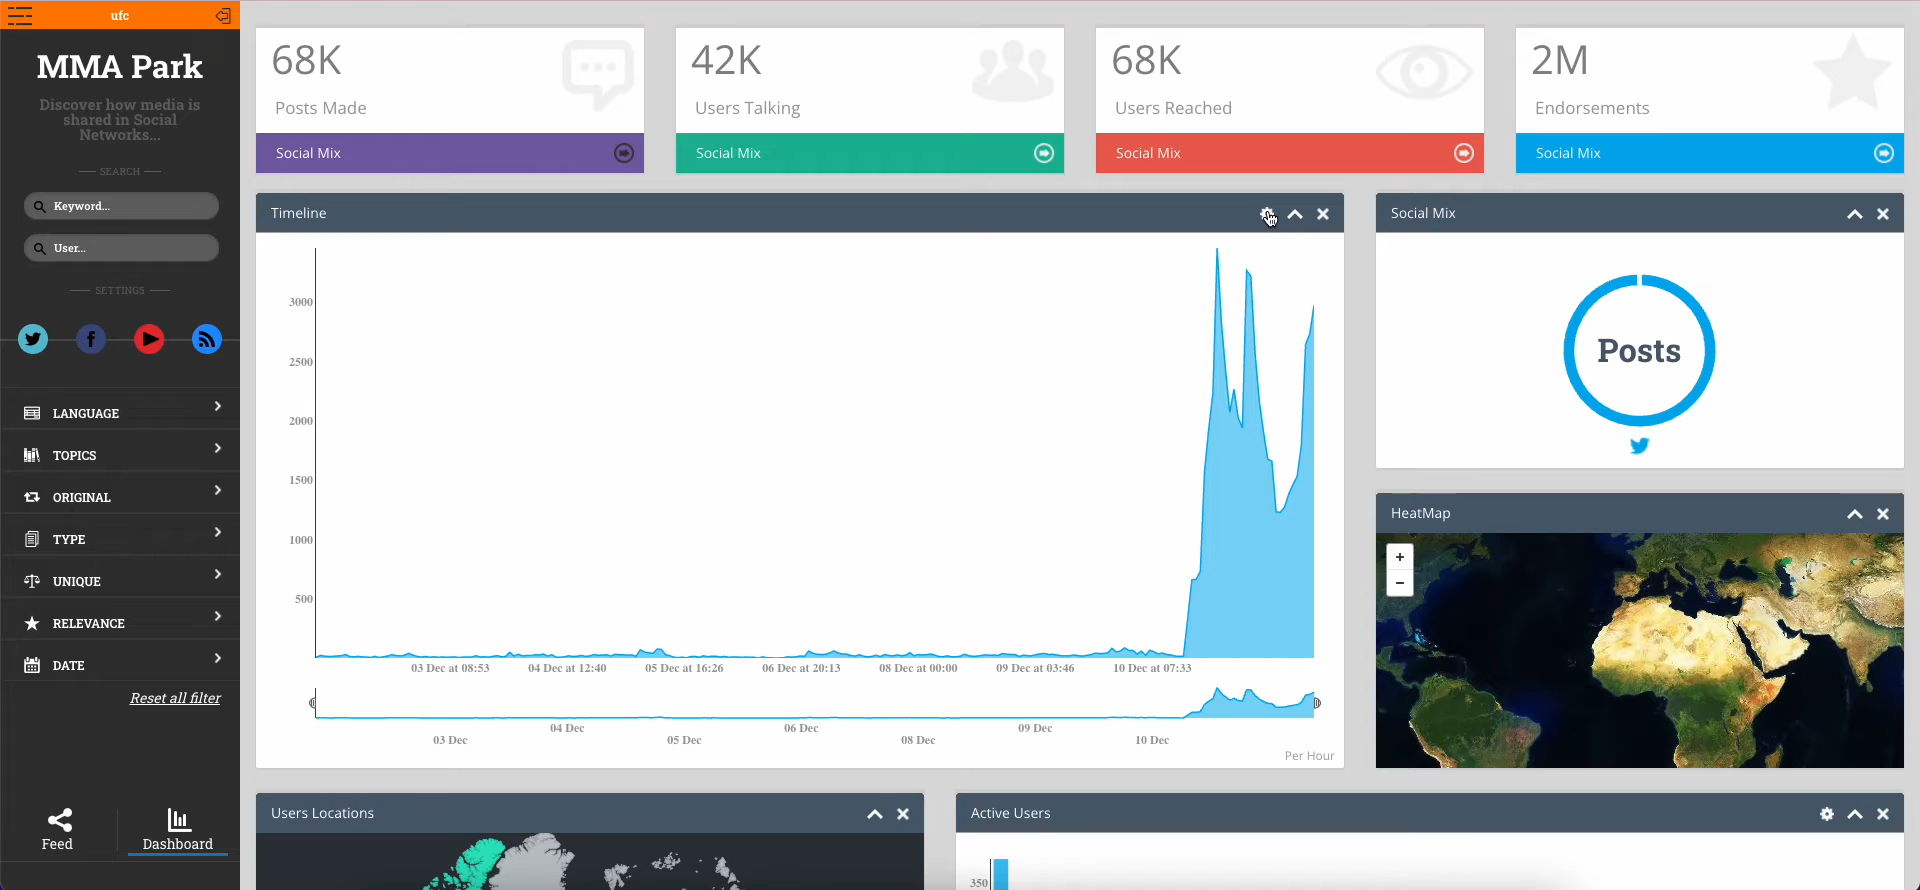 ufc
MMA Park
Discover how media is
shared in Social
Networks...
SEARCH
Keyword...
User...
SETTINGS
LANGUAGE
TOPICS
ORIGINAL
TYPE
UNIQUE
RELEVANCE
DATE
Reset all filter
Feed
Dashboard
68K
Posts Made
Social Mix
42K
Users Talking
Social Mix
68K
Users Reached
Social Mix
2M
Endorsements
Social Mix
Timeline
3000
2500
2000
1500
1000
500
03 Dec at 08:53 04 Dec at 12:40 05 Dec at 16:26 06 Dec at 20:13 08 Dec at 00:00 09 Dec at 03:46 10 Dec at 07:33
04 Dec 06 Dec 09 Dec
03 Dec 05 Dec 08 Dec 10 Dec
Per Hour
Social Mix
Posts
HeatMap
+
−
Users Locations
Active Users
350